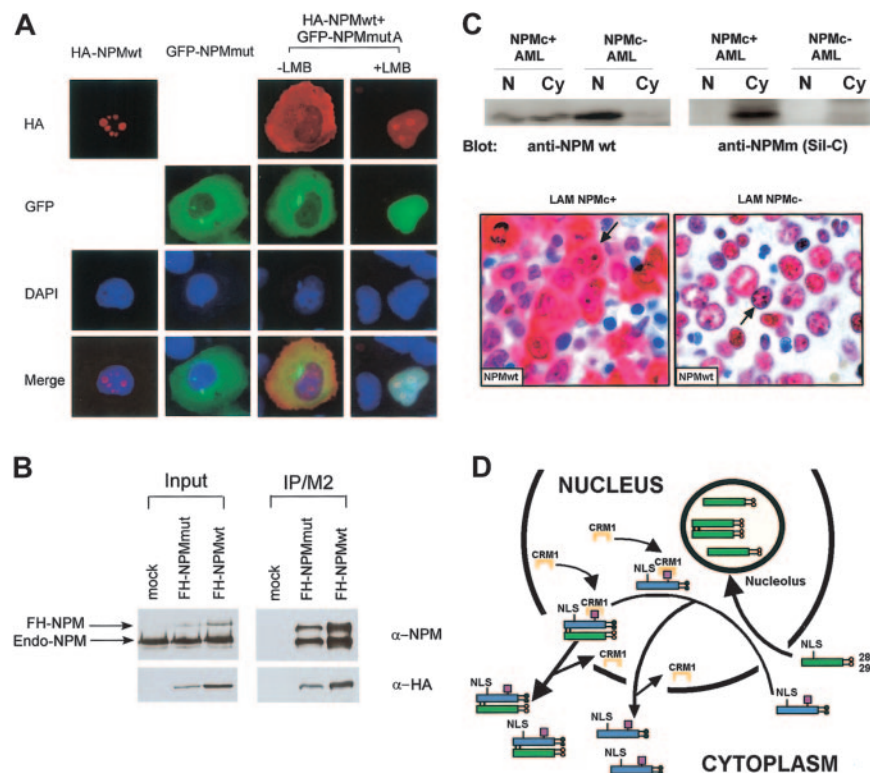 A
HA-NPMwt
GFP-NPMmut
HA-NPMwt+
GFP-NPMmutA
-LMB
+LMB
HA
GFP
DAPI
Merge
B
Input
IP/M2
mock
FH-NPMmut
FH-NPMwt
mock
FH-NPMmut
FH-NPMwt
FH-NPM
Endo-NPM
α-NPM
α-HA
C
NPMc+
AML
NPMc-
AML
NPMc+
AML
NPMc-
AML
N Cy N Cy N Cy N Cy
Blot: anti-NPM wt anti-NPMm (Sil-C)
LAM NPMc+
LAM NPMc-
NPMwt
NPMwt
D
NUCLEUS
CRM1
CRM1
NLS
CRM1
Nucleolus
NLS
CRM1
NLS
28
29
CRM1
CRM1
NLS
NLS
NLS
NLS
CYTOPLASM